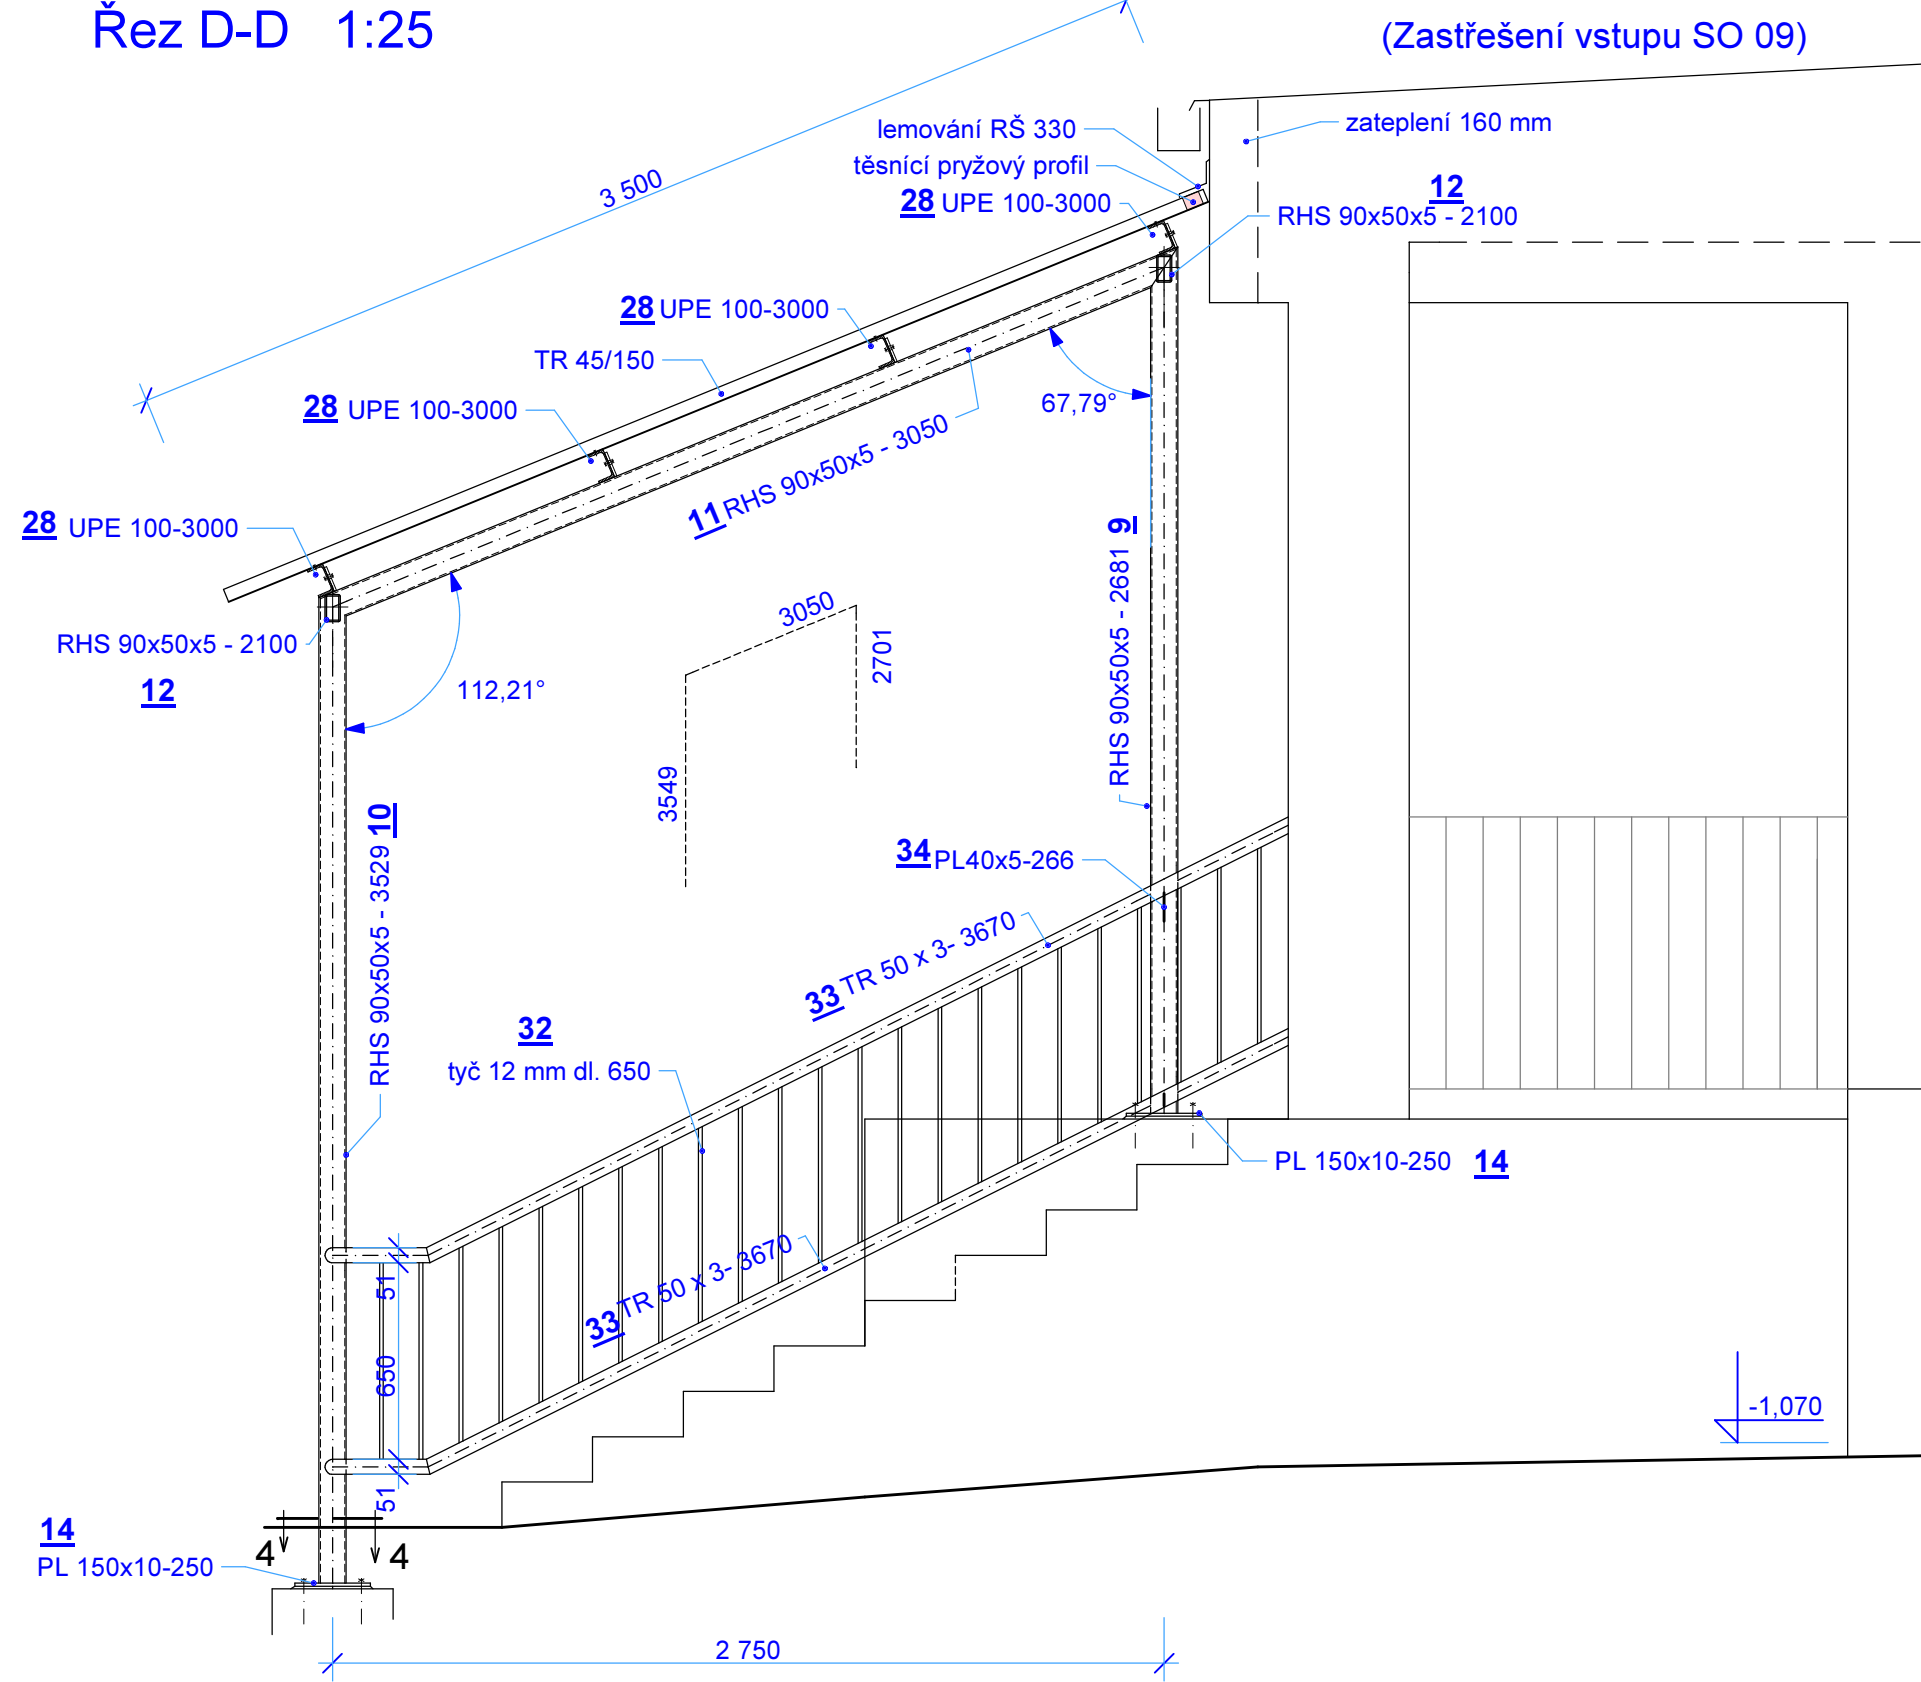 Řez D-D 1:25
(Zastřešení vstupu SO 09)
3 500
lemování RŠ 330
těsnící pryžový profil
28 UPE 100-3000
zateplení 160 mm
12
RHS 90x50x5 - 2100
28 UPE 100-3000
TR 45/150
28 UPE 100-3000
67,79°
11 RHS 90x50x5 - 3050
28 UPE 100-3000
RHS 90x50x5 - 2100
12
112,21°
3050
2701
3549
RHS 90x50x5 - 2681 9
RHS 90x50x5 - 3529 10
34 PL40x5-266
33 TR 50 x 3- 3670
32
tyč 12 mm dl. 650
33 TR 50 x 3- 3670
51
650
51
PL 150x10-250 14
-1,070
14
PL 150x10-250
4 4
2 750